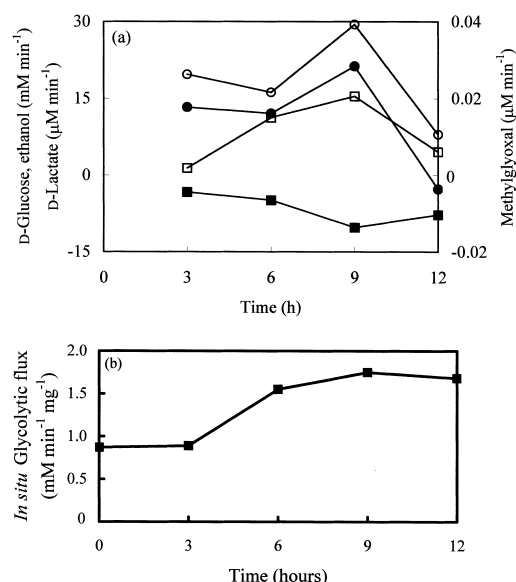 (a)
D-Glucose, ethanol (mM min⁻¹)
D-Lactate (µM min⁻¹)
30
15
0
-15
0.04
0.02
0
-0.02
Methylglyoxal (µM min⁻¹)
0 3 6 9 12
Time (h)
(b)
In situ Glycolytic flux
(mM min⁻¹ mg⁻¹)
2.0
1.5
1.0
0.5
0
0 3 6 9 12
Time (hours)